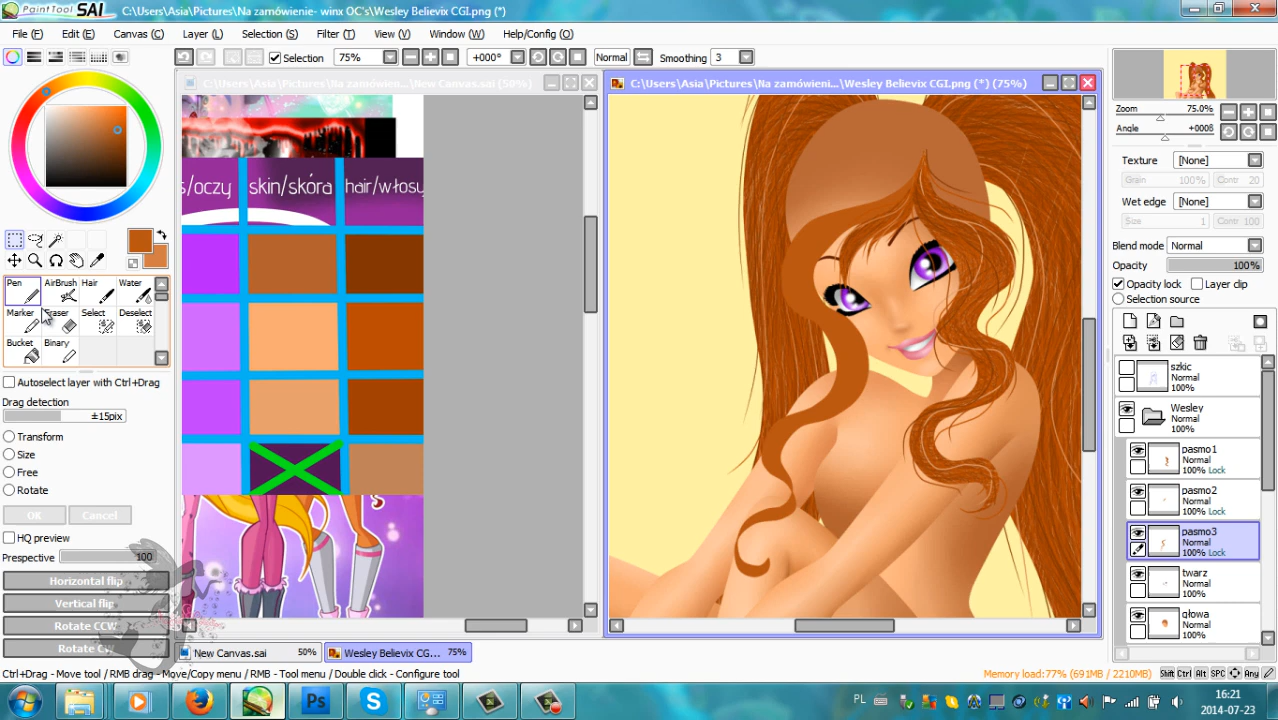 PaintTool SAI C:\Users\Asia\Pictures\Na zamówienie- winx OC's\Wesley Believix CGI.png (*)
File (F) Edit (E) Canvas (C) Layer (L) Selection (S) Filter (T) View (V) Window (W) Help/Config (O)
Selection 75% +000° Normal Smoothing 3
C:\Users\Asia\Pictures\Na zamówieni...\New Canvas.sai (50%)
C:\Users\Asia\Pictures\Na zamówieni...\Wesley Believix CGI.png (*) (75%)
s/oczy skin/skóra hair/włosy
Pen AirBrush Hair Water
Marker Eraser Select Deselect
Bucket Binary
Autoselect layer with Ctrl+Drag
Drag detection
±15pix
Transform
Size
Free
Rotate
OK Cancel
HQ preview
Perspective 100
Horizontal flip
Vertical flip
Rotate CCW
Rotate CW
New Canvas.sai 50%
Wesley Believix CG... 75%
Zoom 75.0%
Angle +000ß
Texture [None]
Grain 100% Contr 20
Wet edge [None]
Size 1 Contr 100
Blend mode Normal
Opacity 100%
Opacity lock Layer clip
Selection source
szkic
Normal
100%
Wesley
Normal
100%
pasmo1
Normal
100% Lock
pasmo2
Normal
100% Lock
pasmo3
Normal
100% Lock
twarz
Normal
100%
głowa
Normal
100%
Ctrl+Drag - Move tool / RMB drag - Move/Copy menu / RMB - Tool menu / Double click - Configure tool
Memory load:77% (691MB / 2210MB)
Shift Ctrl Alt SPC Any
Ps
PL
16:21
2014-07-23